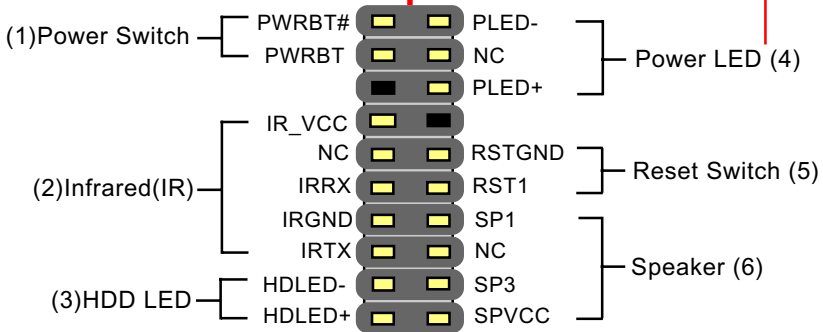 PWRBT# PLED-
(1)Power Switch
PWRBT NC
Power LED (4)
PLED+
IR_VCC
NC RSTGND
Reset Switch (5)
(2)Infrared(IR)
IRRX RST1
IRGND SP1
IRTX NC
Speaker (6)
HDLED- SP3
(3)HDD LED
HDLED+ SPVCC